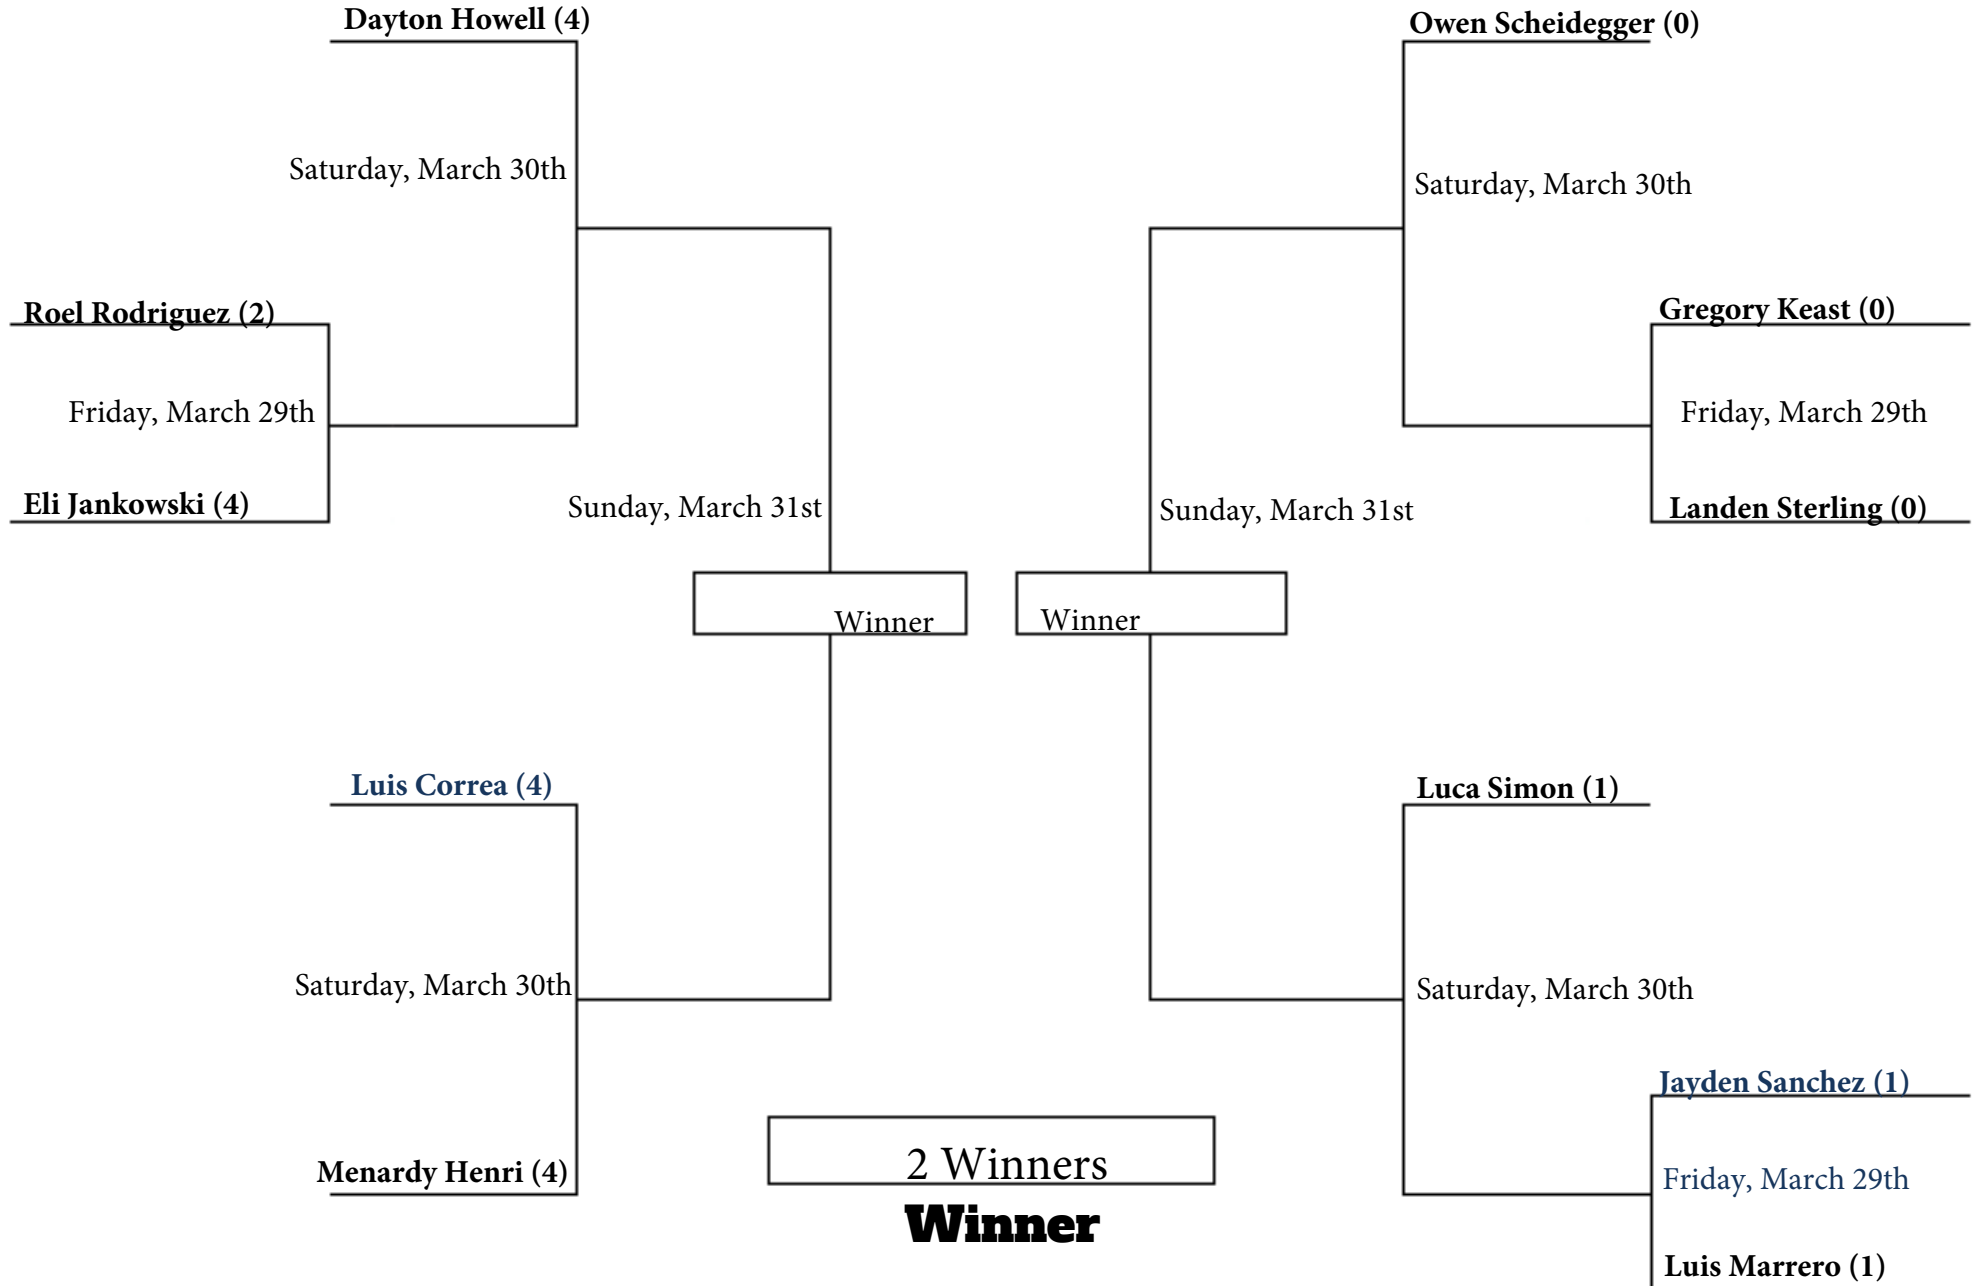 Dayton Howell (4)
Owen Scheidegger (0)
Saturday, March 30th
Saturday, March 30th
Roel Rodriguez (2)
Gregory Keast (0)
Friday, March 29th
Friday, March 29th
Eli Jankowski (4)
Sunday, March 31st
Sunday, March 31st
Landen Sterling (0)
Winner
Winner
Luis Correa (4)
Luca Simon (1)
Saturday, March 30th
Saturday, March 30th
Jayden Sanchez (1)
Menardy Henri (4)
2 Winners
Friday, March 29th
Winner
Luis Marrero (1)